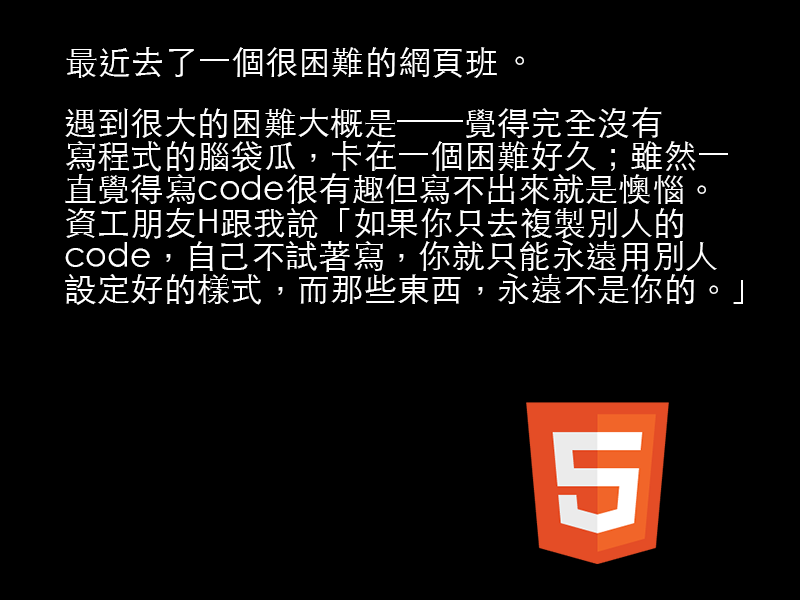 最近去了一個很困難的網頁班。
遇到很大的困難大概是——覺得完全沒有
寫程式的腦袋瓜，卡在一個困難好久；雖然一
直覺得寫code很有趣但寫不出來就是懊惱。
資工朋友H跟我說「如果你只去複製別人的
code，自己不試著寫，你就只能永遠用別人
設定好的樣式，而那些東西，永遠不是你的。」
5